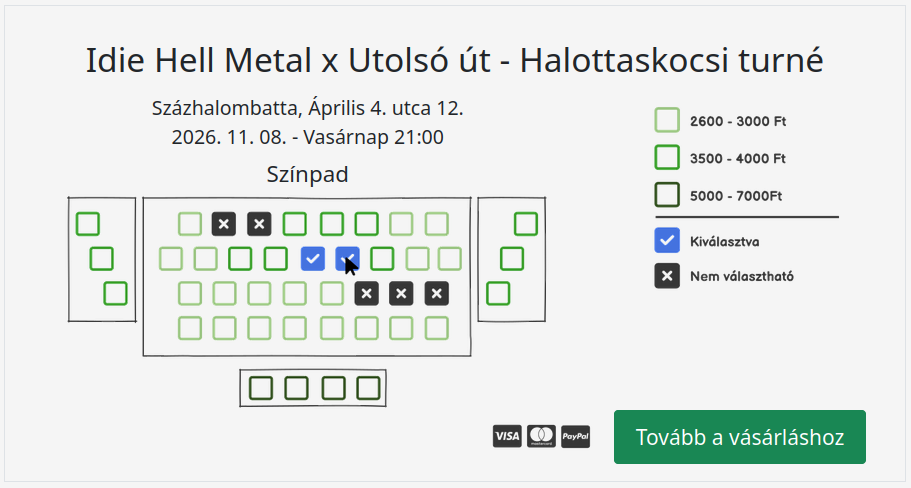 Idie Hell Metal x Utolsó út - Halottaskocsi turné
Százhalombatta, Április 4. utca 12.
2026. 11. 08. - Vasárnap 21:00
Színpad
2600 - 3000 Ft
3500 - 4000 Ft
5000 - 7000Ft
Kiválasztva
Nem választható
VISA
mastercard
PayPal
Tovább a vásárláshoz